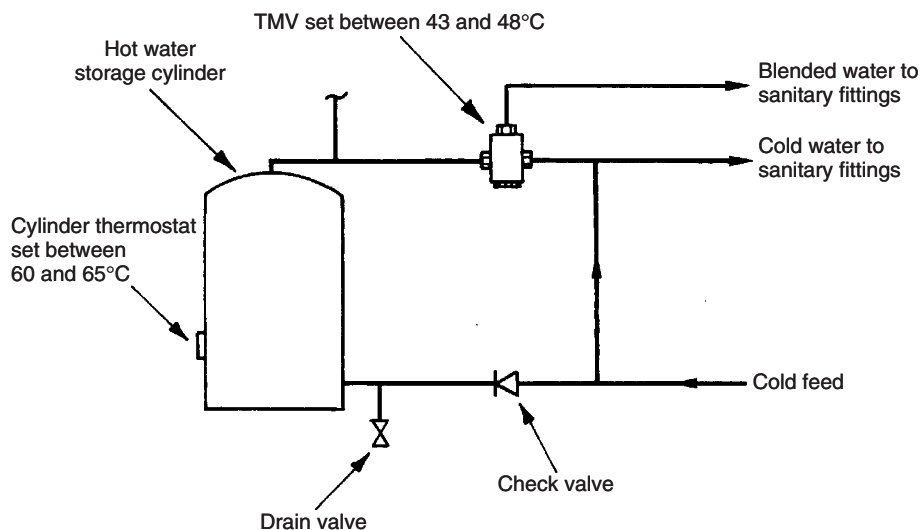 TMV set between 43 and 48°C
Hot water
storage cylinder
Blended water to
sanitary fittings
Cold water to
sanitary fittings
Cylinder thermostat
set between
60 and 65°C
Cold feed
Check valve
Drain valve